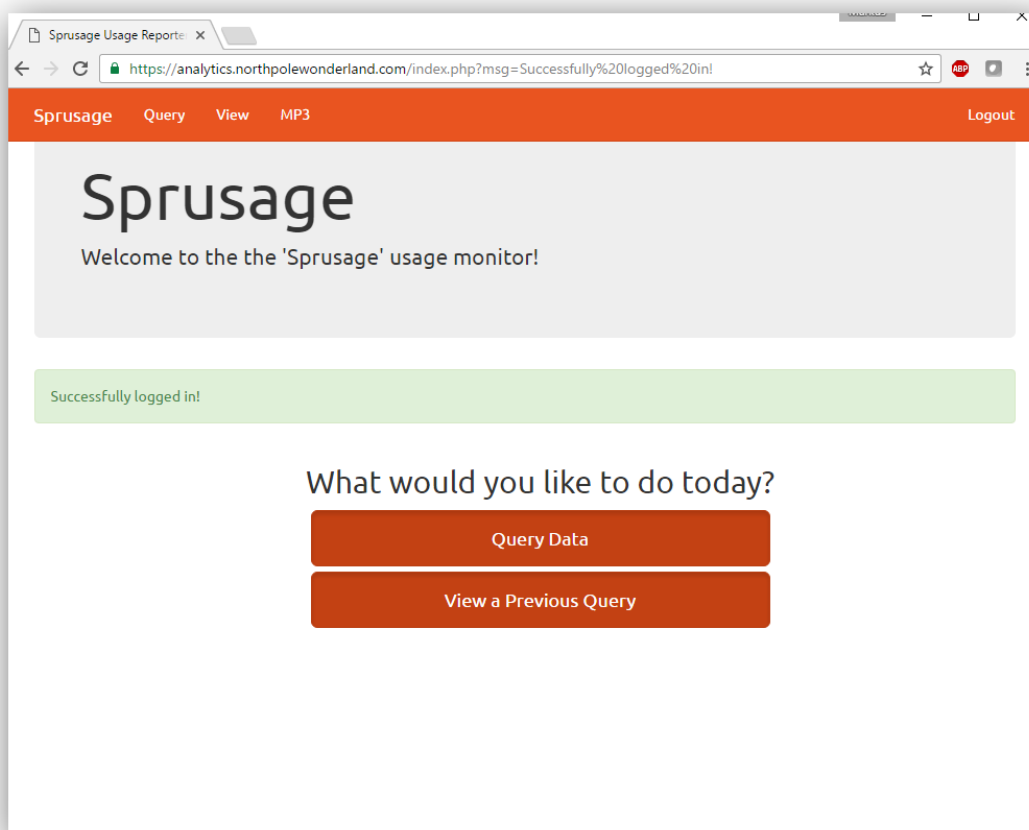 Sprusage Usage Reporte
https://analytics.northpolewonderland.com/index.php?msg=Successfully%20logged%20in!
ABP
Sprusage Query View MP3 Logout
Sprusage
Welcome to the the 'Sprusage' usage monitor!
Successfully logged in!
What would you like to do today?
Query Data
View a Previous Query